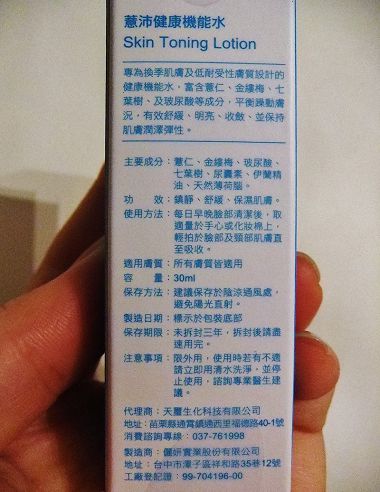 薏沛健康機能水
Skin Toning Lotion
專為換季肌膚及低耐受性膚質設計的
健康機能水，富含薏仁、金縷梅、七
葉樹、及玻尿酸等成分，平衡躁動膚
況，有效舒緩、明亮、收斂、並保持
肌膚潤澤彈性。
主要成分：薏仁、金縷梅、玻尿酸、
七葉樹、尿囊素、伊蘭精
油、天然薄荷腦。
功　　效：鎮靜、舒緩、保濕肌膚。
使用方法：每日早晚臉部清潔後，取
適量於手心或化妝棉上，
輕拍於臉部及頸部肌膚直
至吸收。
適用膚質：所有膚質皆適用
容　　量：30ml
保存方法：建議保存於陰涼通風處，
避免陽光直射。
製造日期：標示於包裝底部
保存期限：未拆封三年，拆封後請盡
速用完。
注意事項：限外用，使用時若有不適
請立即用清水洗淨，並停
止使用，諮詢專業醫生建
議。
代理商：天璽生化科技有限公司
地址：苗栗縣通霄鎮通西里福德路40-1號
消費諮詢專線：037-761998
製造商：儷妍實業股份有限公司
地址：台中市潭子區祥和路35巷12號
工廠登記證：99-704196-00